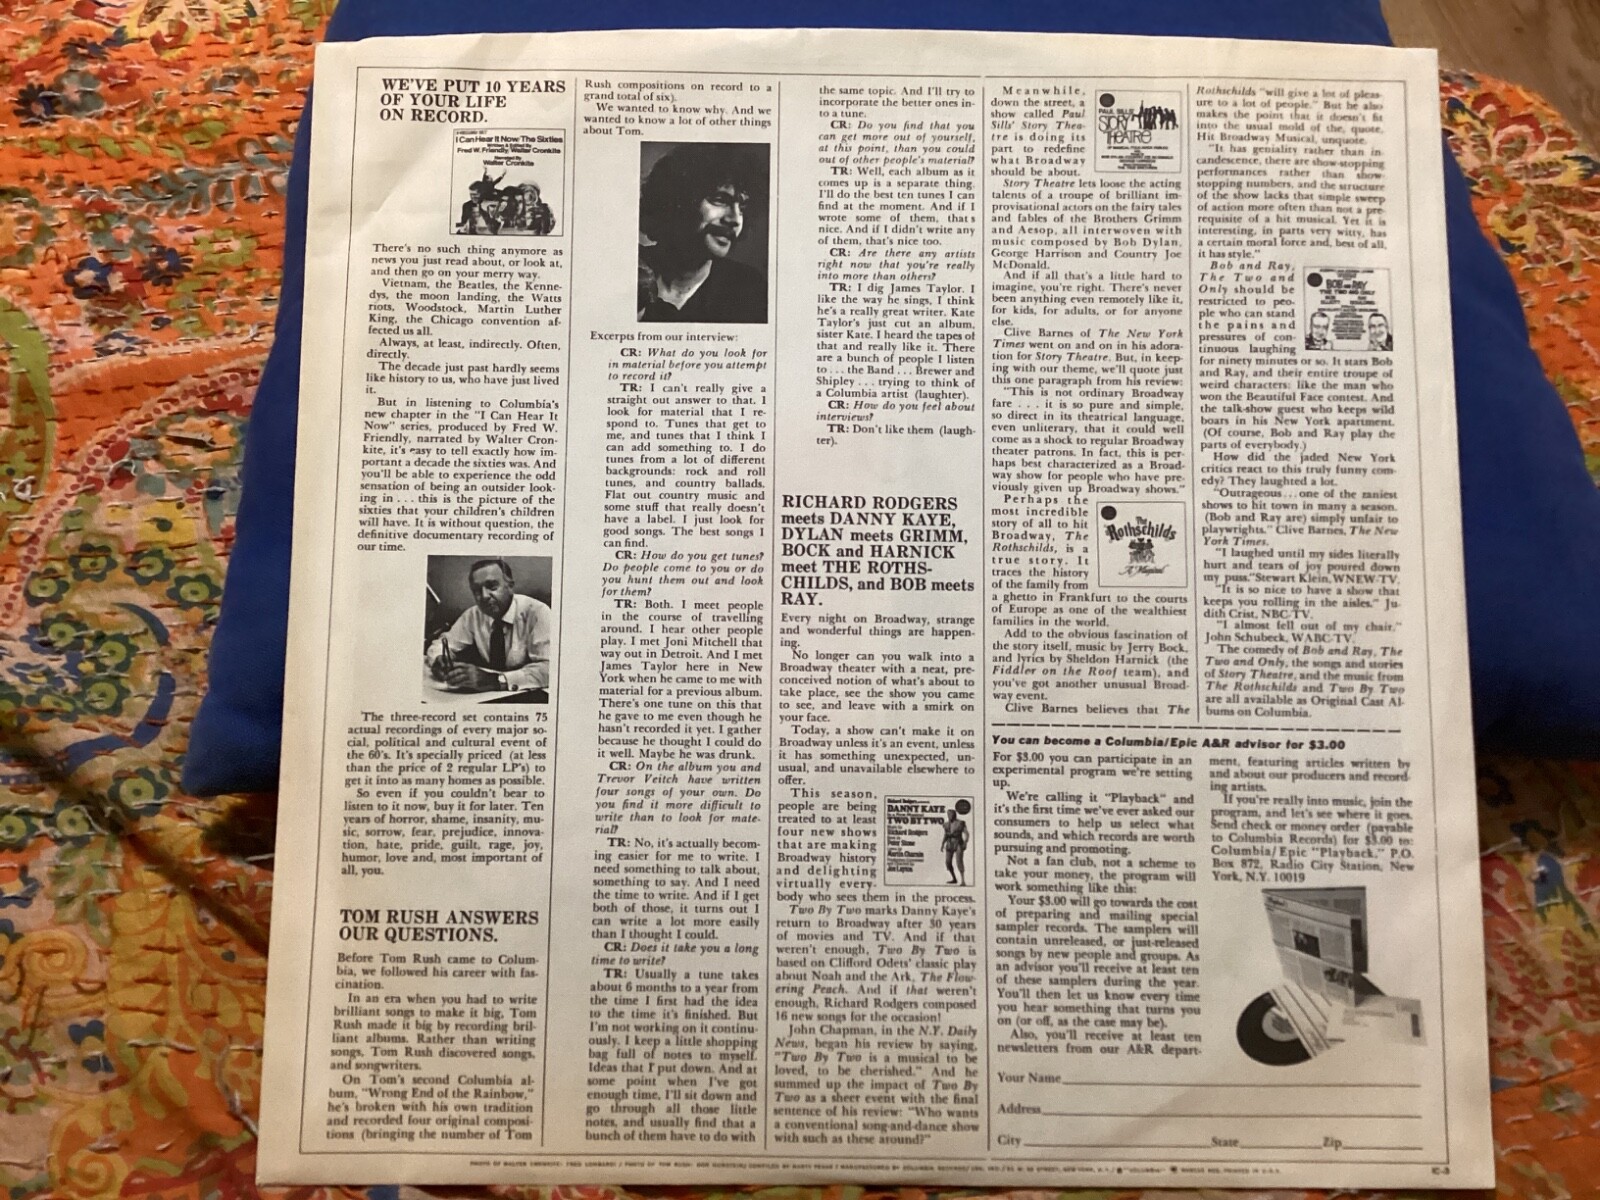 WE'VE PUT 10 YEARS
OF YOUR LIFE
ON RECORD.
I Can Hear It Now/The Sixties
Fred W. Friendly, Walter Cronkite
Walter Cronkite
There's no such thing anymore as
news you just read about, or look at,
and then go on your merry way.
Vietnam, the Beatles, the Kenne-
dys, the moon landing, the Watts
riots, Woodstock, Martin Luther
King, the Chicago convention af-
fected us all.
Always, at least, indirectly. Often,
directly.
The decade just past hardly seems
like history to us, who have just lived
it.
But in listening to Columbia's
new chapter in the "I Can Hear It
Now" series, produced by Fred W.
Friendly, narrated by Walter Cron-
kite, it's easy to tell exactly how im-
portant a decade the sixties was. And
you'll be able to experience the odd
sensation of being an outsider look-
ing in . . . this is the picture of the
sixties that your children's children
will have. It is without question, the
definitive documentary recording of
our time.
The three-record set contains 75
actual recordings of every major so-
cial, political and cultural event of
the 60's. It's specially priced (at less
than the price of 2 regular LP's) to
get it into as many homes as possible.
So even if you couldn't bear to
listen to it now, buy it for later. Ten
years of horror, shame, insanity, mu-
sic, sorrow, fear, prejudice, innova-
tion, hate, pride, guilt, rage, joy,
humor, love and, most important of
all, you.
TOM RUSH ANSWERS
OUR QUESTIONS.
Before Tom Rush came to Colum-
bia, we followed his career with fas-
cination.
In an era when you had to write
brilliant songs to make it big, Tom
Rush made it big by recording bril-
liant albums. Rather than writing
songs, Tom Rush discovered songs,
and songwriters.
On Tom's second Columbia al-
bum, "Wrong End of the Rainbow,"
he's broken with his own tradition
and recorded four original composi-
tions (bringing the number of Tom
Rush compositions on record to a
grand total of six).
We wanted to know why. And we
wanted to know a lot of other things
about Tom.
Excerpts from our interview:
CR: What do you look for
in material before you attempt
to record it?
TR: I can't really give a
straight out answer to that. I
look for material that I re-
spond to. Tunes that get to
me, and tunes that I think I
can add something to. I do
tunes from a lot of different
backgrounds: rock and roll
tunes, and country ballads.
Flat out country music and
some stuff that really doesn't
have a label. I just look for
good songs. The best songs I
can find.
CR: How do you get tunes?
Do people come to you or do
you hunt them out and look
for them?
TR: Both. I meet people
in the course of travelling
around. I hear other people
play. I met Joni Mitchell that
way out in Detroit. And I met
James Taylor here in New
York when he came to me with
material for a previous album.
There's one tune on this that
he gave to me even though he
hasn't recorded it yet. I gather
because he thought I could do
it well. Maybe he was drunk.
CR: On the album you and
Trevor Veitch have written
four songs of your own. Do
you find it more difficult to
write than to look for mate-
rial?
TR: No, it's actually becom-
ing easier for me to write. I
need something to talk about,
something to say. And I need
the time to write. And if I get
both of those, it turns out I
can write a lot more easily
than I thought I could.
CR: Does it take you a long
time to write?
TR: Usually a tune takes
about 6 months to a year from
the time I first had the idea
to the time it's finished. But
I'm not working on it continu-
ously. I keep a little shopping
bag full of notes to myself.
Ideas that I put down. And at
some point when I've got
enough time, I'll sit down and
go through all those little
notes, and usually find that a
bunch of them have to do with
the same topic. And I'll try to
incorporate the better ones in-
to a tune.
CR: Do you find that you
can get more out of yourself,
at this point, than you could
out of other people's material?
TR: Well, each album as it
comes up is a separate thing.
I'll do the best ten tunes I can
find at the moment. And if I
wrote some of them, that s
nice. And if I didn't write any
of them, that's nice too.
CR: Are there any artists
right now that you're really
into more than others?
TR: I dig James Taylor. I
like the way he sings, I think
he's a really great writer. Kate
Taylor's just cut an album,
sister Kate. I heard the tapes of
that and really like it. There
are a bunch of people I listen
to . . . the Band . . . Brewer and
Shipley . . . trying to think of
a Columbia artist (laughter).
CR: How do you feel about
interviews?
TR: Don't like them (laugh-
ter).
RICHARD RODGERS
meets DANNY KAYE,
DYLAN meets GRIMM,
BOCK and HARNICK
meet THE ROTHS-
CHILDS, and BOB meets
RAY.
Every night on Broadway, strange
and wonderful things are happen-
ing.
No longer can you walk into a
Broadway theater with a neat, pre-
conceived notion of what's about to
take place, see the show you came
to see, and leave with a smirk on
your face.
Today, a show can't make it on
Broadway unless it's an event, unless
it has something unexpected, un-
usual, and unavailable elsewhere to
offer.
This season,
people are being
treated to at least
four new shows
that are making
Broadway history
and delighting
virtually every-
body who sees them in the process.
DANNY KAYE
TWO BY TWO
Richard Rodgers
Peter Stone
Martin Charnin
Joe Layton
Two By Two marks Danny Kaye's
return to Broadway after 30 years
of movies and TV. And if that
weren't enough, Two By Two is
based on Clifford Odets' classic play
about Noah and the Ark, The Flow-
ering Peach. And if that weren't
enough, Richard Rodgers composed
16 new songs for the occasion!
John Chapman, in the N.Y. Daily
News, began his review by saying,
"Two By Two is a musical to be
loved, to be cherished." And he
summed up the impact of Two By
Two as a sheer event with the final
sentence of his review: "Who wants
a conventional song-and-dance show
with such as these around?"
Meanwhile,
down the street, a
show called Paul
Sills' Story Thea-
tre is doing its
part to redefine
what Broadway
should be about.
PAUL SILLS'
STORY
THEATRE
Story Theatre lets loose the acting
talents of a troupe of brilliant im-
provisational actors on the fairy tales
and fables of the Brothers Grimm
and Aesop, all interwoven with
music composed by Bob Dylan,
George Harrison and Country Joe
McDonald.
And if all that's a little hard to
imagine, you're right. There's never
been anything even remotely like it,
for kids, for adults, or for anyone
else.
Clive Barnes of The New York
Times went on and on in his adora-
tion for Story Theatre. But, in keep-
ing with our theme, we'll quote just
this one paragraph from his review:
"This is not ordinary Broadway
fare . . . it is so pure and simple,
so direct in its theatrical language,
even unliterary, that it could well
come as a shock to regular Broadway
theater patrons. In fact, this is per-
haps best characterized as a Broad-
way show for people who have pre-
viously given up Broadway shows."
Perhaps the
most incredible
story of all to hit
Broadway, The
Rothschilds, is a
true story. It
traces the history
of the family from
a ghetto in Frankfurt to the courts
of Europe as one of the wealthiest
families in the world.
The
Rothschilds
A Musical
Add to the obvious fascination of
the story itself, music by Jerry Bock,
and lyrics by Sheldon Harnick (the
Fiddler on the Roof team), and
you've got another unusual Broad-
way event.
Clive Barnes believes that The
Rothschilds "will give a lot of pleas-
ure to a lot of people." But he also
makes the point that it doesn't fit
into the usual mold of the, quote,
Hit Broadway Musical, unquote.
"It has geniality rather than in-
candescence, there are show-stopping
performances rather than show-
stopping numbers, and the structure
of the show lacks that simple sweep
of action more often than not a pre-
requisite of a hit musical. Yet it is
interesting, in parts very witty, has
a certain moral force and, best of all,
it has style."
Bob and Ray,
The Two and
Only should be
restricted to peo-
ple who can stand
the pains and
pressures of con-
tinuous laughing
for ninety minutes or so. It stars Bob
and Ray, and their entire troupe of
weird characters: like the man who
won the Beautiful Face contest. And
the talk-show guest who keeps wild
boars in his New York apartment.
(Of course, Bob and Ray play the
parts of everybody.)
BOB and RAY
THE TWO AND ONLY
How did the jaded New York
critics react to this truly funny com-
edy? They laughted a lot.
"Outrageous . . . one of the zaniest
shows to hit town in many a season.
(Bob and Ray are) simply unfair to
playwrights." Clive Barnes, The New
York Times.
"I laughed until my sides literally
hurt and tears of joy poured down
my puss."Stewart Klein,WNEW-TV.
"It is so nice to have a show that
keeps you rolling in the aisles." Ju-
dith Crist, NBC-TV.
"I almost fell out of my chair."
John Schubeck, WABC-TV.
The comedy of Bob and Ray, The
Two and Only, the songs and stories
of Story Theatre, and the music from
The Rothschilds and Two By Two
are all available as Original Cast Al-
bums on Columbia.
You can become a Columbia/Epic A&R advisor for $3.00
For $3.00 you can participate in an
experimental program we're setting
up.
We're calling it "Playback" and
it's the first time we've ever asked our
consumers to help us select what
sounds, and which records are worth
pursuing and promoting.
Not a fan club, not a scheme to
take your money, the program will
work something like this:
Your $3.00 will go towards the cost
of preparing and mailing special
sampler records. The samplers will
contain unreleased, or just-released
songs by new people and groups. As
an advisor you'll receive at least ten
of these samplers during the year.
You'll then let us know every time
you hear something that turns you
on (or off, as the case may be).
Also, you'll receive at least ten
newsletters from our A&R depart-
ment, featuring articles written by
and about our producers and record-
ing artists.
If you're really into music, join the
program, and let's see where it goes.
Send check or money order (payable
to Columbia Records) for $3.00 to:
Columbia/Epic "Playback," P.O.
Box 872, Radio City Station, New
York, N.Y. 10019
Your Name
Address
City State Zip
IC-3